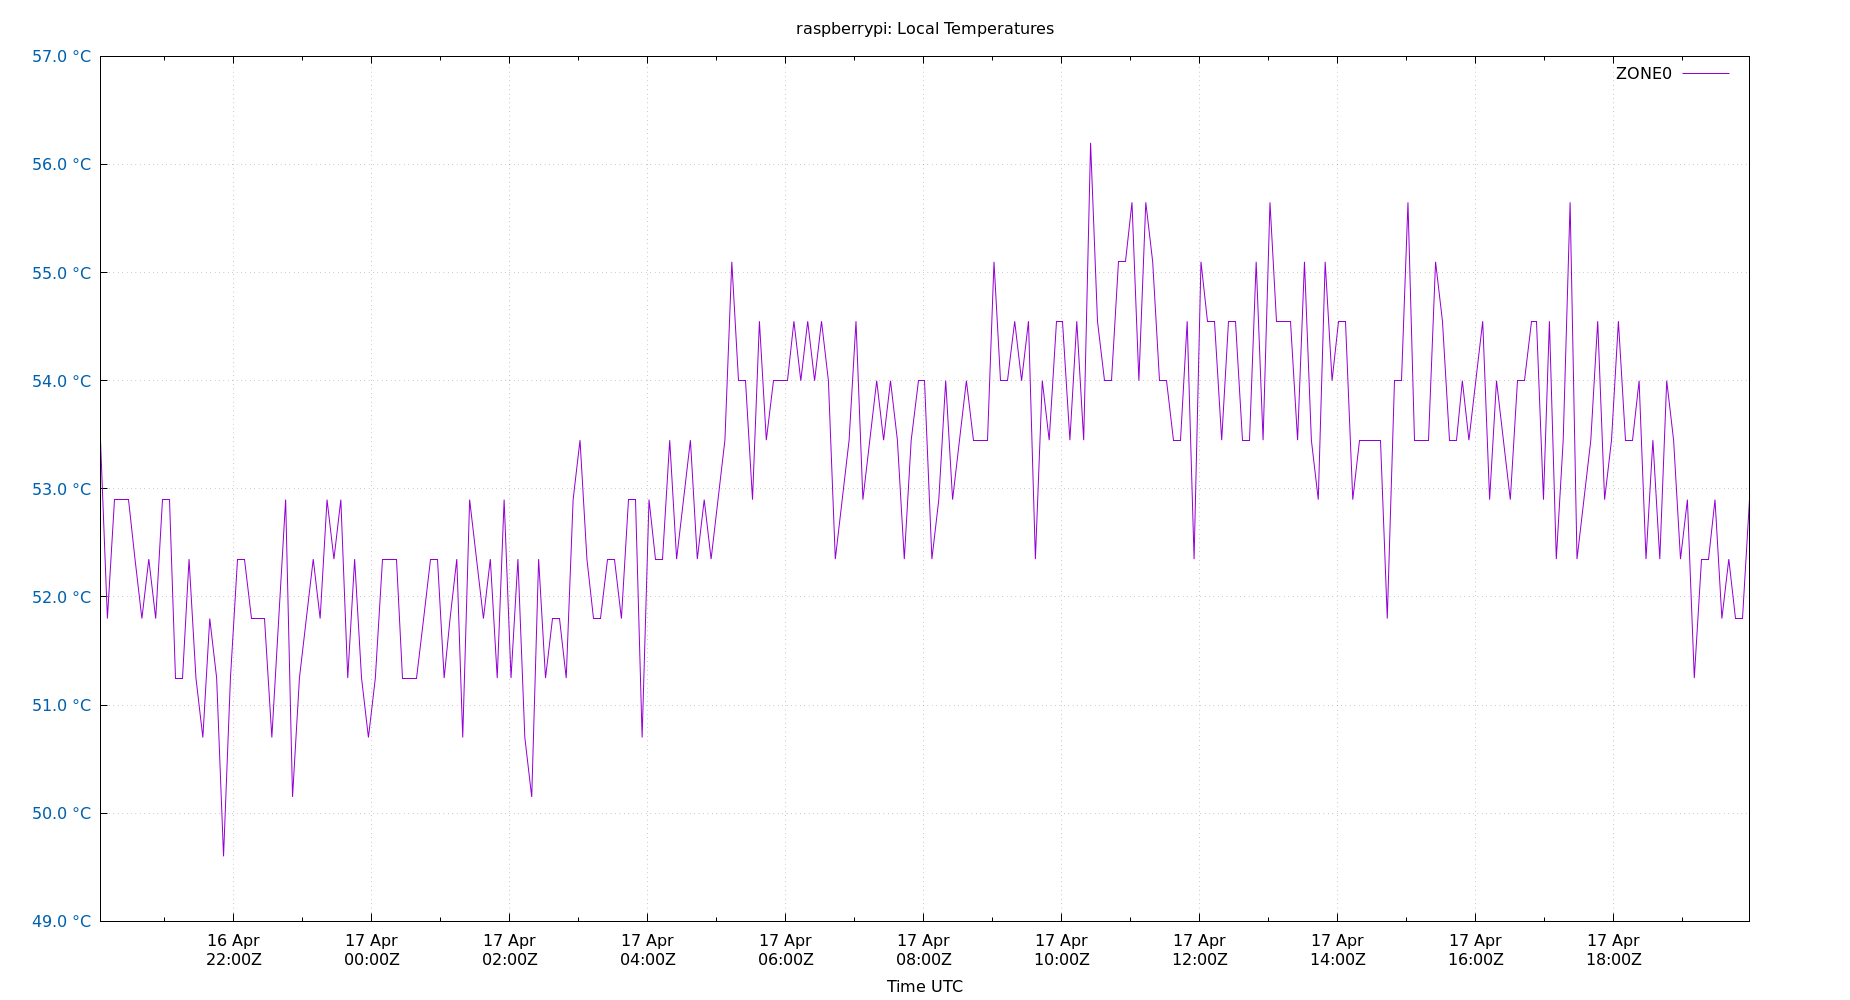 raspberrypi: Local Temperatures
57.0 °C
56.0 °C
55.0 °C
54.0 °C
53.0 °C
52.0 °C
51.0 °C
50.0 °C
49.0 °C
ZONE0
16 Apr 17 Apr 17 Apr 17 Apr 17 Apr 17 Apr 17 Apr 17 Apr 17 Apr 17 Apr 17 Apr
22:00Z 00:00Z 02:00Z 04:00Z 06:00Z 08:00Z 10:00Z 12:00Z 14:00Z 16:00Z 18:00Z
Time UTC